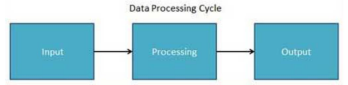 Data Processing Cycle
Input
Processing
Output